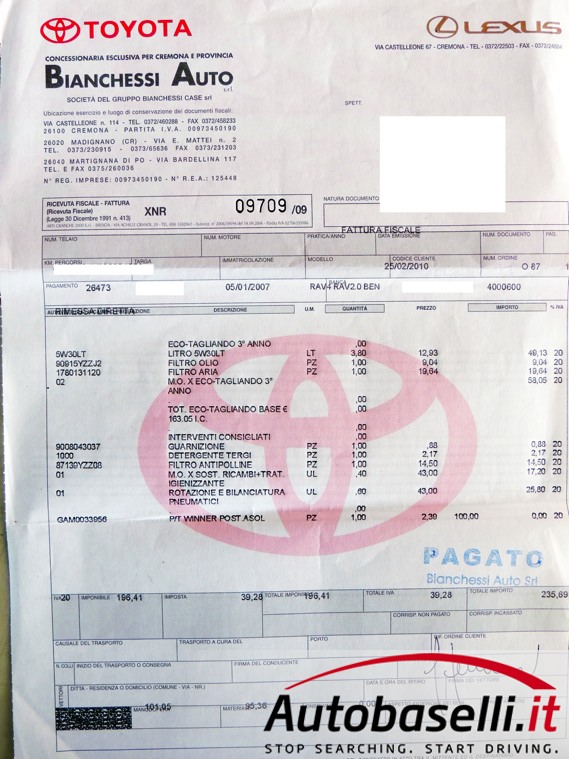 TOYOTA
LEXUS
CONCESSIONARIA ESCLUSIVA PER CREMONA E PROVINCIA
VIA CASTELLEONE 67 - CREMONA - TEL. 0372/22503 - FAX
BIANCHESSI AUTO srl
SOCIETÀ DEL GRUPPO BIANCHESSI CASE srl
Ubicazione esercizio e luogo di conservazione dei documenti fiscali:
SPETT.
VIA CASTELLEONE n. 114 - TEL. 0372/460288 - FAX 0372/458233
26100 CREMONA - PARTITA I.V.A. 00973450190
26020 MADIGNANO (CR) - VIA E. MATTEI n. 2
TEL. 0373/230915 - 0373/65636 FAX 0373/231203
26040 MARTIGNANA DI PO - VIA BARDELLINA 117
TEL. E FAX 0375/260036
N° REG. IMPRESE: 00973450190 - N° R.E.A.: 125448
RICEVUTA FISCALE - FATTURA
(Ricevuta Fiscale)
(Legge 30 Dicembre 1991 n. 413)
XNR 09709 /09
NATURA DOCUMENTO
FATTURA FISCALE
NUM. TELAIO NUM. MOTORE PRATICA/ANNO DATA EMISSIONE NUM. DOCUMENTO PAG.
KM. PERCORSI TARGA IMMATRICOLAZIONE MODELLO CODICE CLIENTE NUM. ORDINE
25/02/2010 O 87
PAGAMENTO 26473 05/01/2007 RAV4 RAV2.0 BEN 4000600
RIMESSA DIRETTA
DESCRIZIONE U.M. QUANTITÀ PREZZO IMPORTO % IVA
ECO-TAGLIANDO 3° ANNO ,00
5W30LT LITRO 5W30LT LT 3,80 12,93 49,13 20
90915YZZJ2 FILTRO OLIO PZ 1,00 9,04 9,04 20
1780131120 FILTRO ARIA PZ 1,00 19,64 19,64 20
02 M.O. X ECO-TAGLIANDO 3° 58,05 20
ANNO
. ,00
TOT. ECO-TAGLIANDO BASE € ,00
163.05 I.C.
. ,00
INTERVENTI CONSIGLIATI ,00
9008043037 GUARNIZIONE PZ 1,00 ,88 0,88 20
1000 DETERGENTE TERGI PZ 1,00 2,17 2,17 20
87139YZZ08 FILTRO ANTIPOLLINE PZ 1,00 14,50 14,50 20
01 M.O. X SOST. RICAMBI+TRAT. UL ,40 43,00 17,20 20
IGIENIZZANTE
01 ROTAZIONE E BILANCIATURA UL ,60 43,00 25,80 20
PNEUMATICI
. ,00
GAM0033956 P/T WINNER POST ASOL PZ 1,00 2,39 100,00 0,00 20
PAGATO
Bianchessi Auto Srl
IVA 20 IMPONIBILE 196,41 IMPOSTA 39,28 TOTALE IMPONIBILE 196,41 TOTALE IVA 39,28 TOTALE IMPORTO 235,69
CORRISP. NON PAGATO CORRISP. INCASSATO
CAUSALE DEL TRASPORTO TRASPORTO A CURA DEL PORTO RIF. ORDINE CLIENTE
N. COLLI INIZIO DEL TRASPORTO O CONSEGNA FIRMA DEL CONDUCENTE
DATA E ORA DEL RITIRO FIRMA DEI VETTORI
VETTORI
DITTA - RESIDENZA O DOMICILIO (COMUNE - VIA - NR.)
101,05 95,36
Autobaselli.it
STOP SEARCHING. START DRIVING.